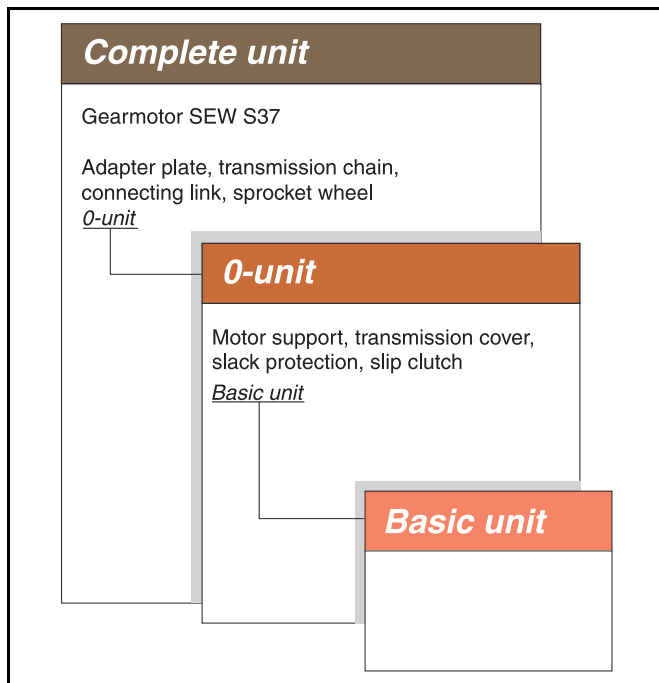 Complete unit
Gearmotor SEW S37
Adapter plate, transmission chain,
connecting link, sprocket wheel
0-unit
0-unit
Motor support, transmission cover,
slack protection, slip clutch
Basic unit
Basic unit